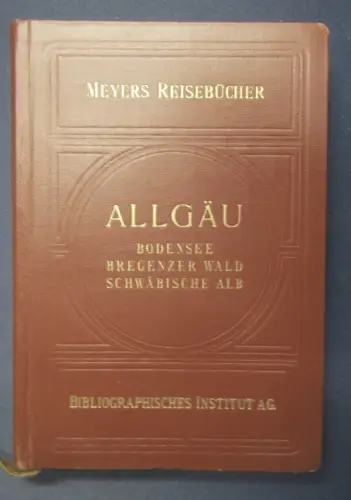 MEYERS REISEBÜCHER
ALLGÄU
BODENSEE
BREGENZER WALD
SCHWÄBISCHE ALB
BIBLIOGRAPHISCHES INSTITUT AG.